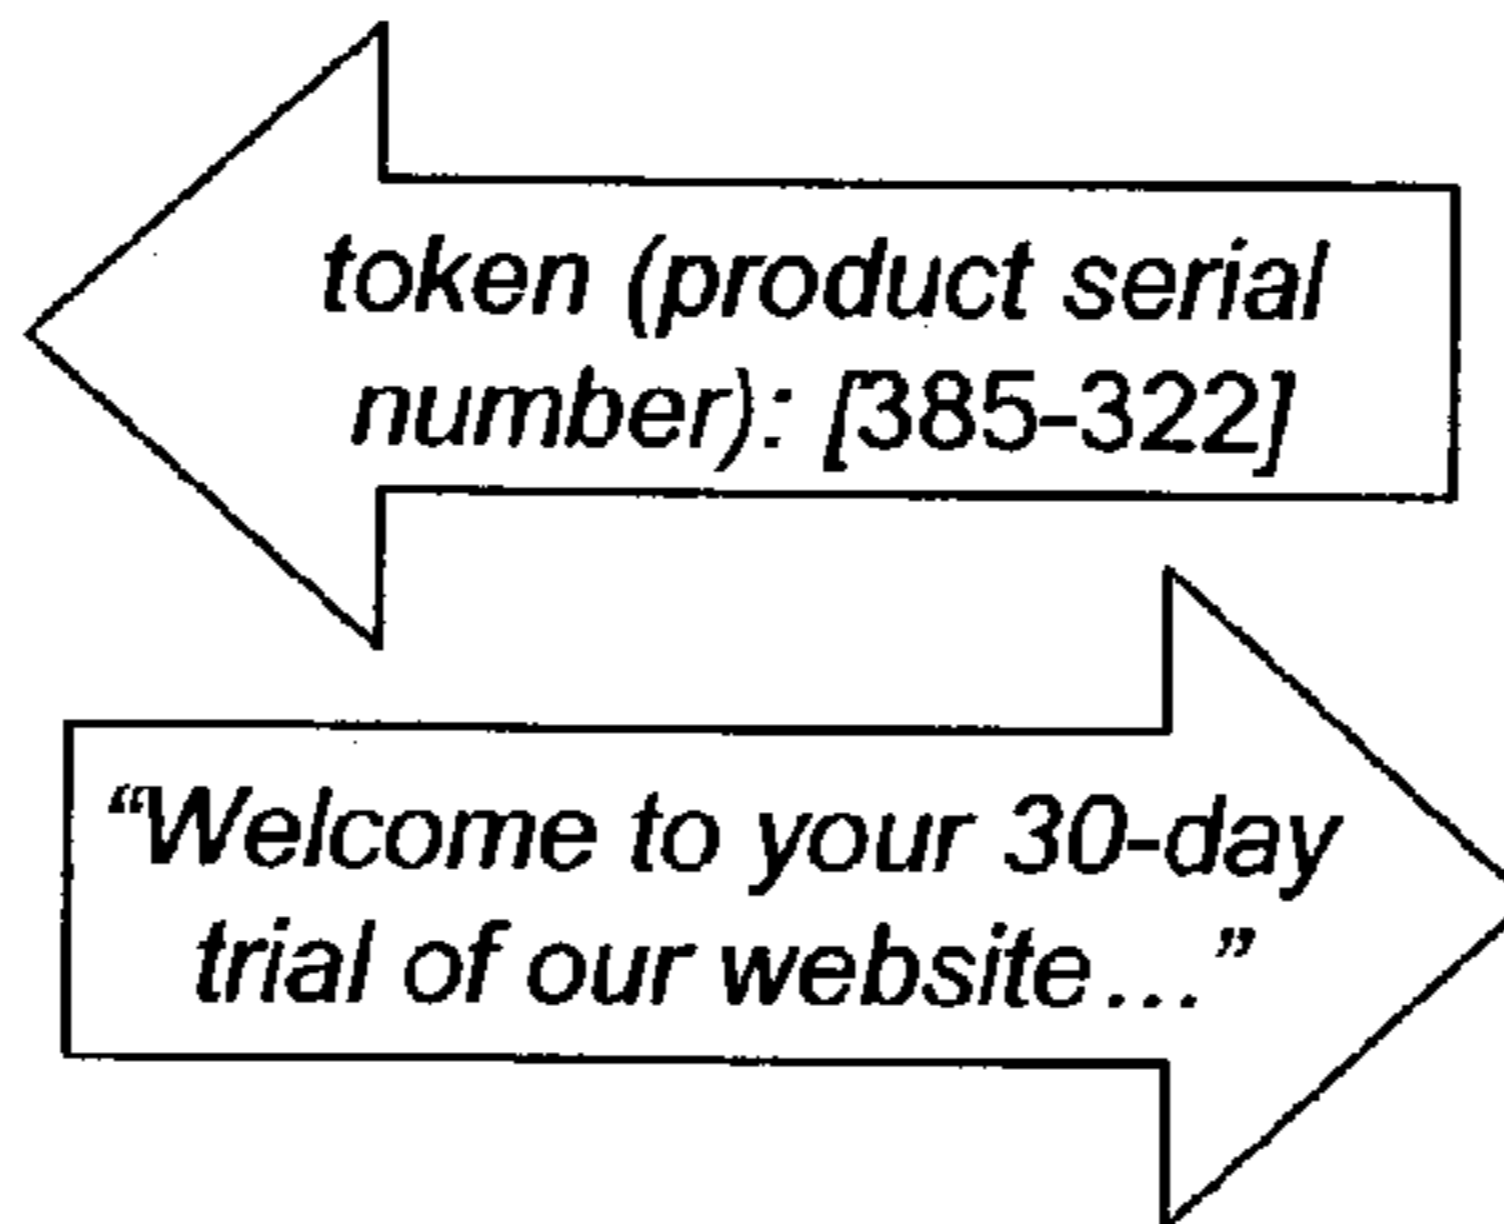 token (product serial
number): [385-322]
“Welcome to your 30-day
trial of our website...”